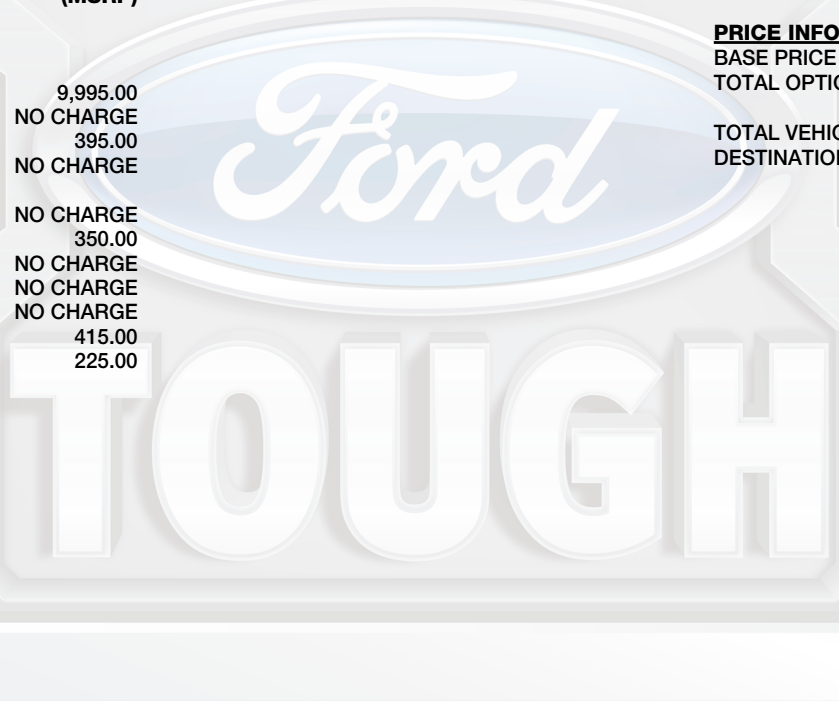 (MSRP)
9,995.00
NO CHARGE
395.00
NO CHARGE
NO CHARGE
350.00
NO CHARGE
NO CHARGE
NO CHARGE
415.00
225.00
PRICE INFO
BASE PRICE
TOTAL OPTIO
TOTAL VEHIC
DESTINATION
Ford
TOUGH